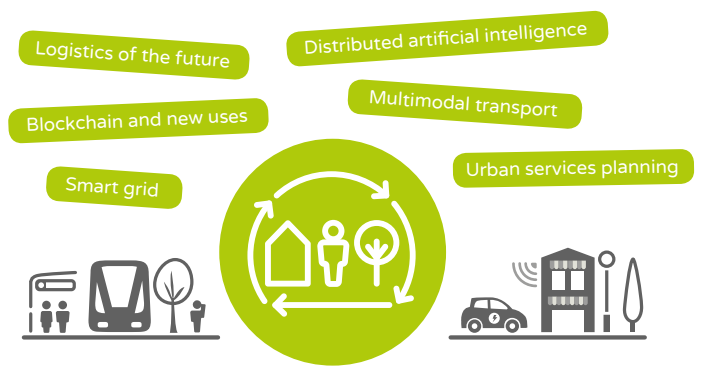 Logistics of the future
Distributed artificial intelligence
Multimodal transport
Blockchain and new uses
Urban services planning
Smart grid